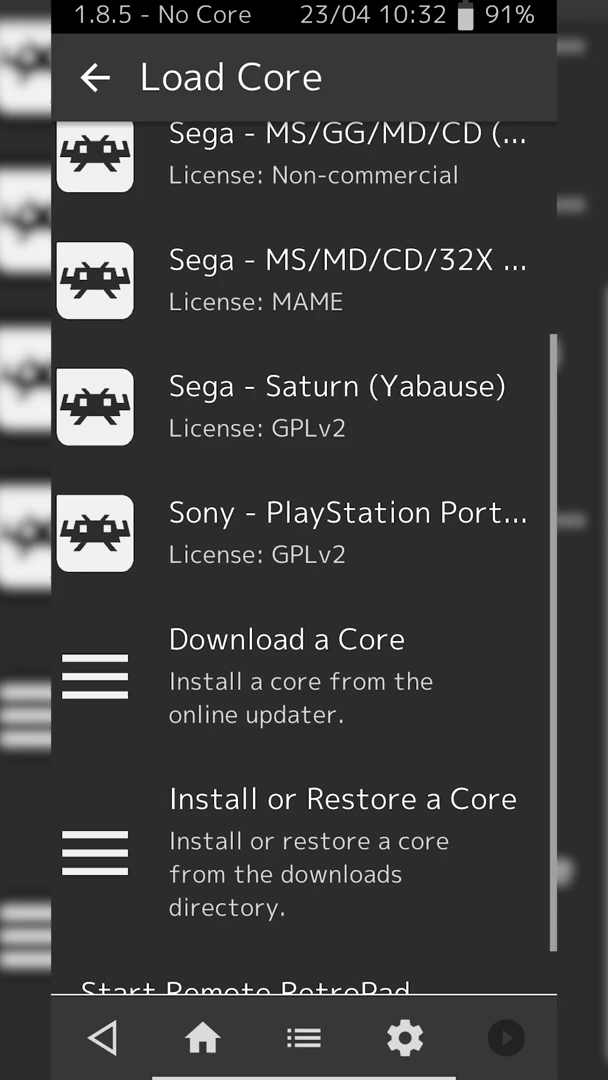 1.8.5 - No Core 23/04 10:32 91%
Load Core
Sega - MS/GG/MD/CD (...
License: Non-commercial
Sega - MS/MD/CD/32X ...
License: MAME
Sega - Saturn (Yabause)
License: GPLv2
Sony - PlayStation Port...
License: GPLv2
Download a Core
Install a core from the
online updater.
Install or Restore a Core
Install or restore a core
from the downloads
directory.
Start Remote RetroPad